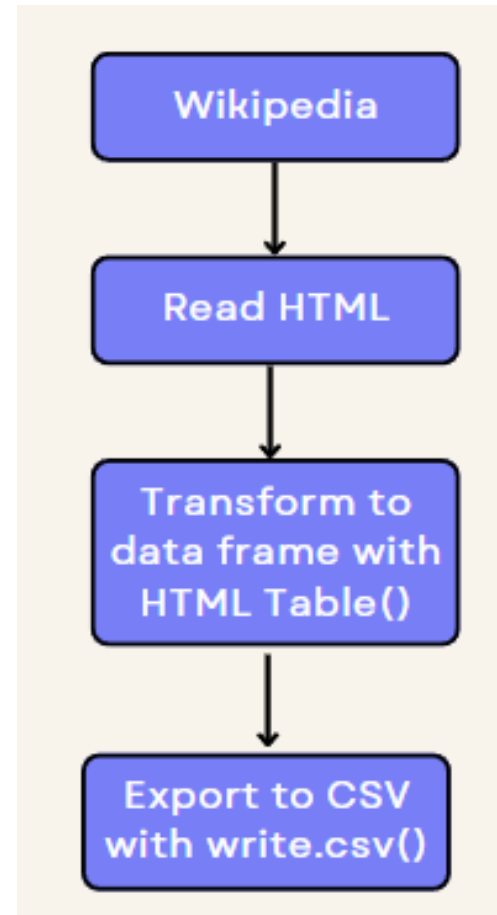 Wikipedia
Read HTML
Transform to
data frame with
HTML Table()
Export to CSV
with write.csv()